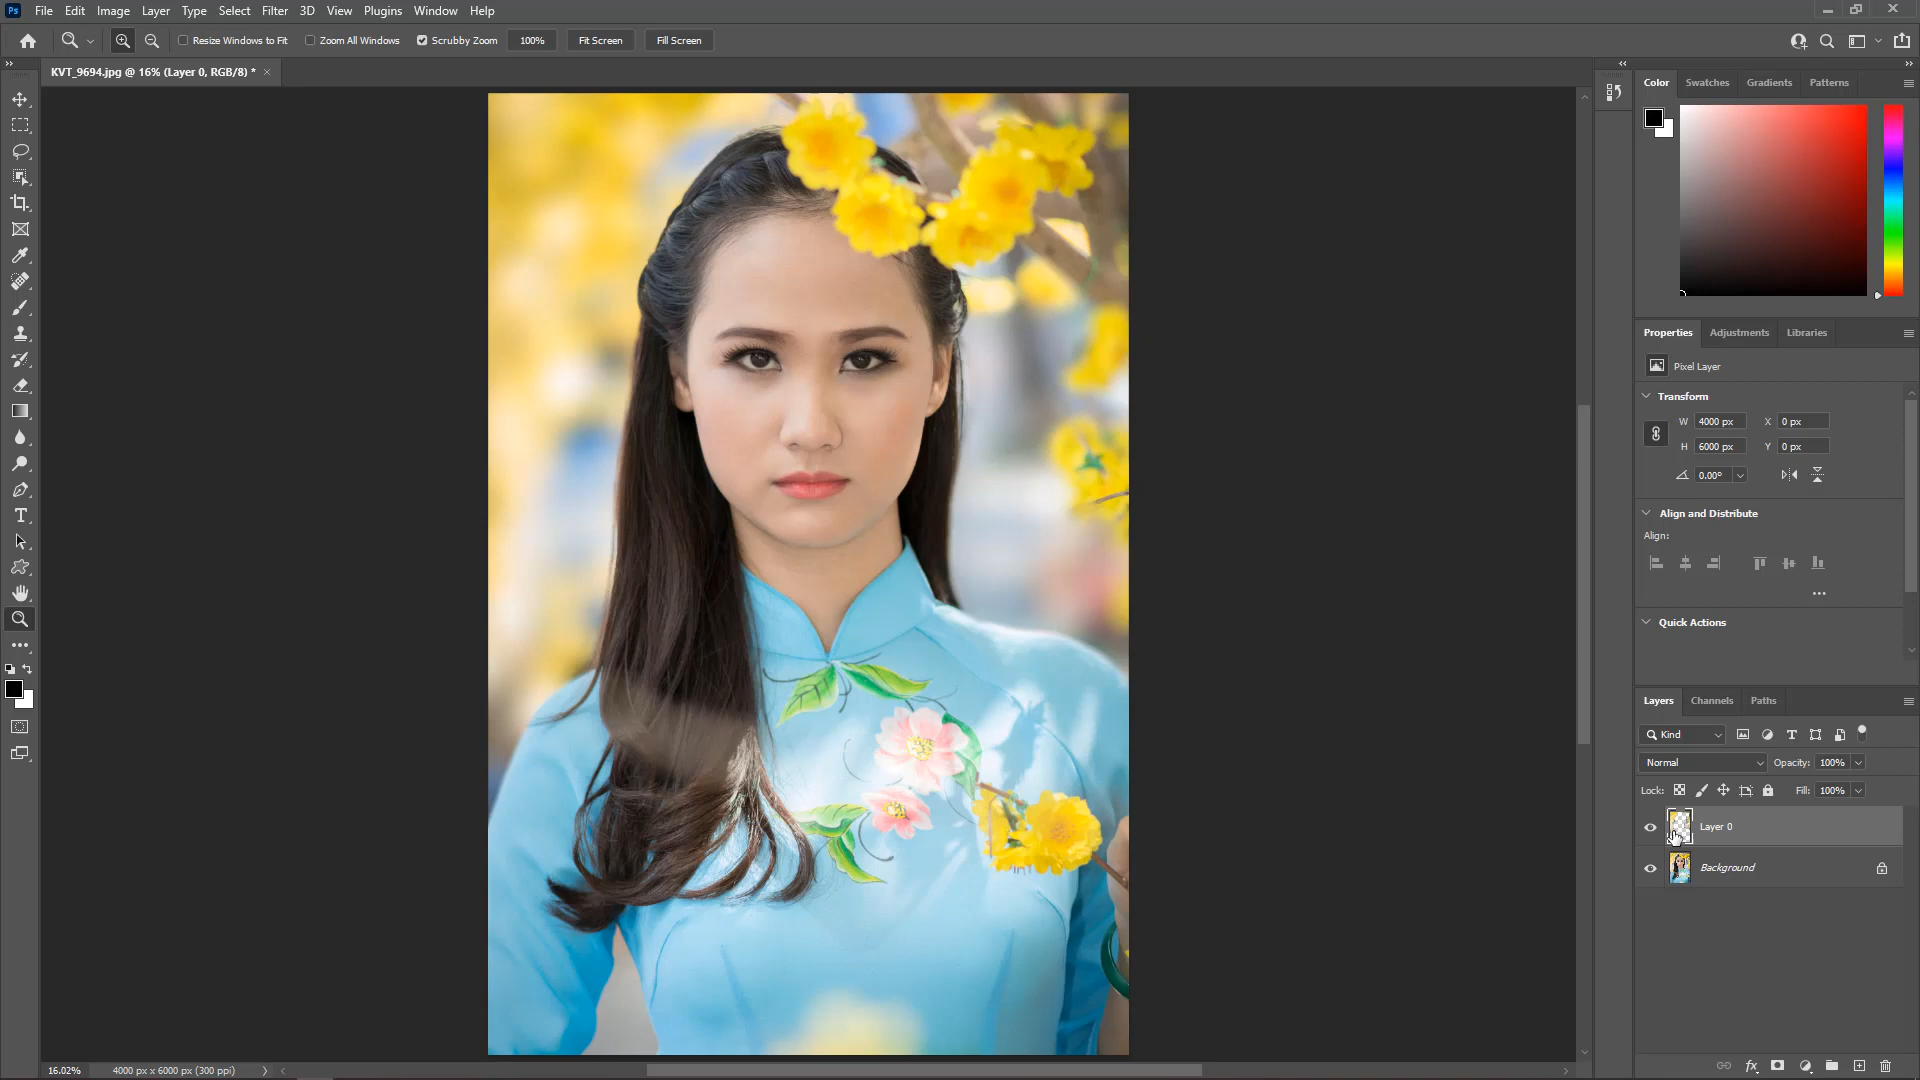 Ps File Edit Image Layer Type Select Filter 3D View Plugins Window Help
Resize Windows to Fit Zoom All Windows Scrubby Zoom 100% Fit Screen Fill Screen
KVT_9694.jpg @ 16% (Layer 0, RGB/8) *
Color Swatches Gradients Patterns
Properties Adjustments Libraries
Pixel Layer
Transform
W 4000 px X 0 px
H 6000 px Y 0 px
0.00°
Align and Distribute
Align:
Quick Actions
Layers Channels Paths
Kind
Normal Opacity: 100%
Lock: Fill: 100%
Layer 0
Background
16.02% 4000 px x 6000 px (300 ppi)